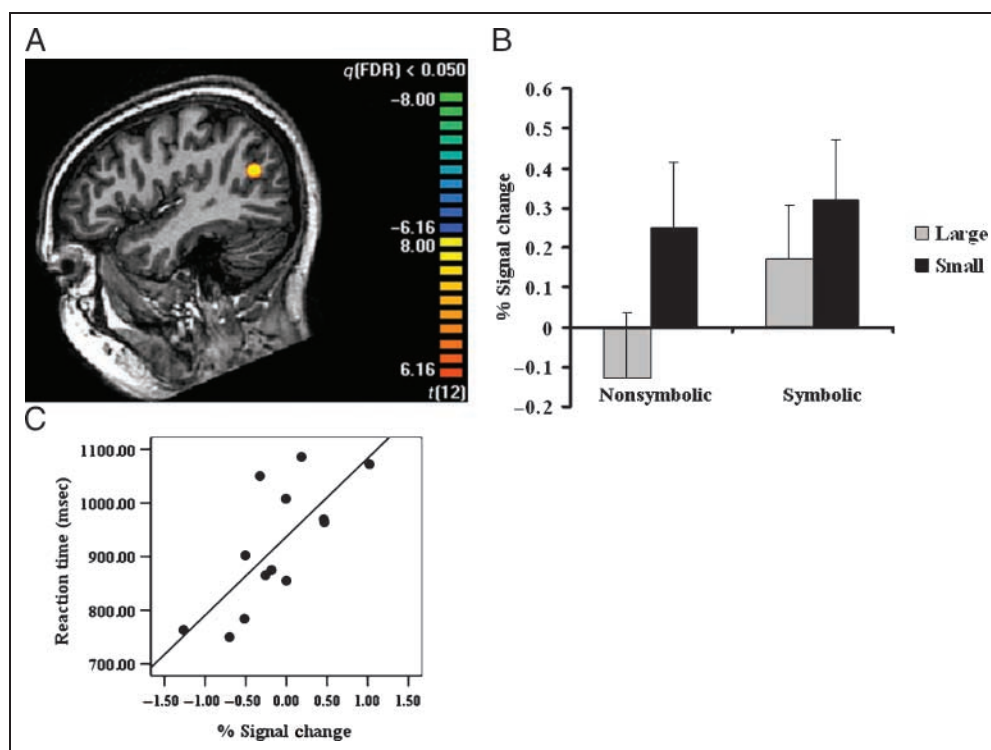 A
q(FDR) < 0.050
−8.00
−6.16
8.00
6.16
t(12)
B
% Signal change
0.6
0.5
0.4
0.3
0.2
0.1
0
−0.1
−0.2
Nonsymbolic
Symbolic
Large
Small
C
Reaction time (msec)
1100.00
1000.00
900.00
800.00
700.00
−1.50 −1.00 −0.50 0.00 0.50 1.00 1.50
% Signal change